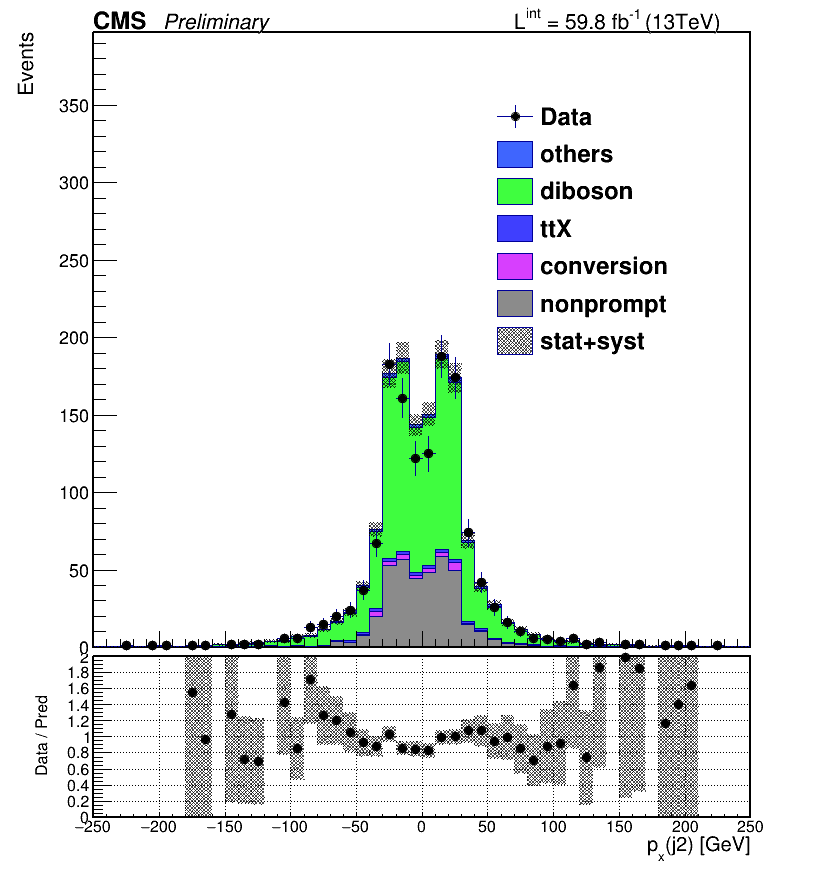 CMS Preliminary L^int = 59.8 fb^-1 (13TeV)
Events
350
300
250
200
150
100
50
0
Data
others
diboson
ttX
conversion
nonprompt
stat+syst
Data / Pred
2
1.8
1.6
1.4
1.2
1
0.8
0.6
0.4
0.2
0
−250 −200 −150 −100 −50 0 50 100 150 200 250
p_x(j2) [GeV]